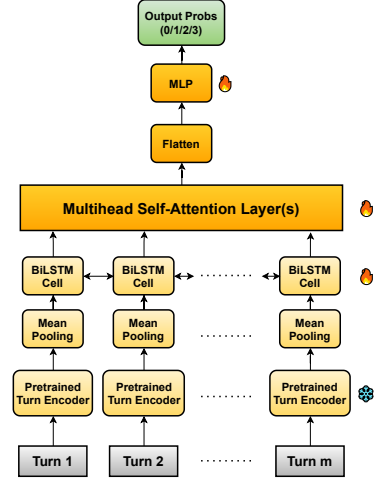 Output Probs
(0/1/2/3)
MLP
Flatten
Multihead Self-Attention Layer(s)
BiLSTM
Cell
BiLSTM
Cell
BiLSTM
Cell
Mean
Pooling
Mean
Pooling
Mean
Pooling
Pretrained
Turn Encoder
Pretrained
Turn Encoder
Pretrained
Turn Encoder
Turn 1
Turn 2
Turn m